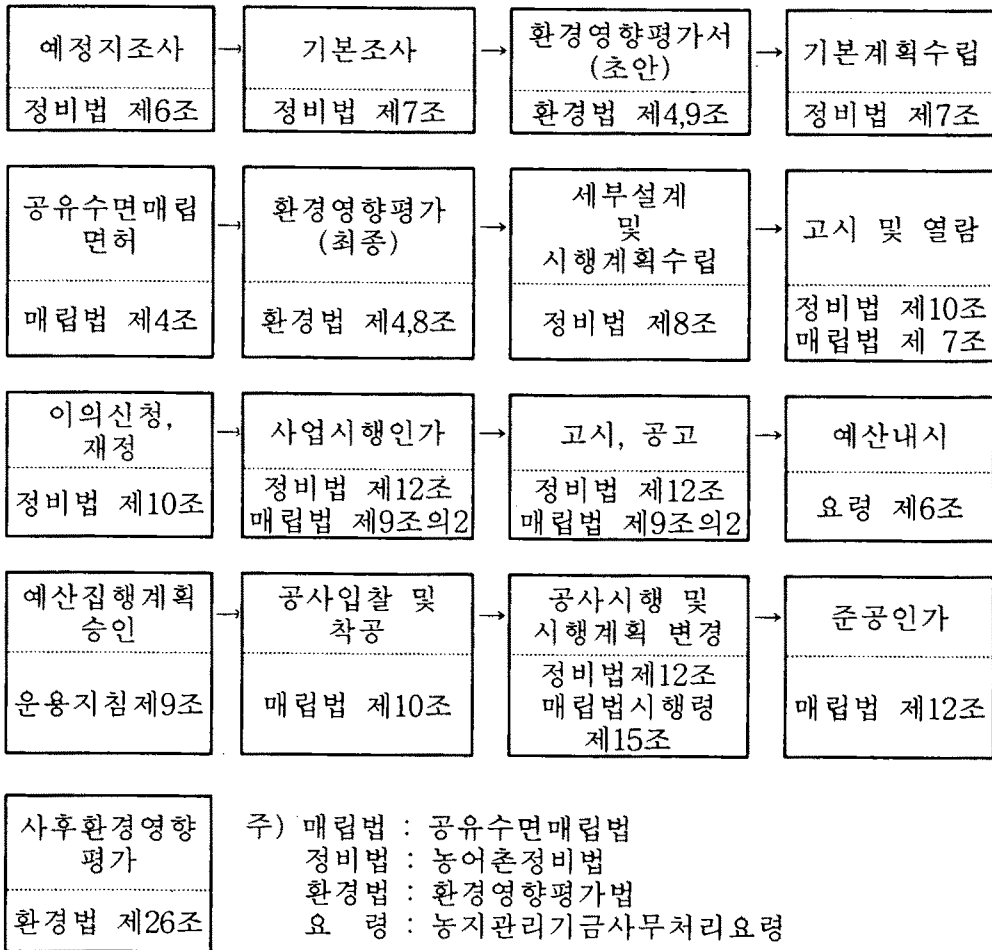 예정지조사
정비법 제6조
→
기본조사
정비법 제7조
→
환경영향평가서
(초안)
환경법 제4,9조
→
기본계획수립
정비법 제7조
공유수면매립
면허
매립법 제4조
→
환경영향평가
(최종)
환경법 제4,8조
→
세부설계
및
시행계획수립
정비법 제8조
→
고시 및 열람
정비법 제10조
매립법 제 7조
이의신청,
재정
정비법 제10조
→
사업시행인가
정비법 제12조
매립법 제9조의2
→
고시, 공고
정비법 제12조
매립법 제9조의2
→
예산내시
요령 제6조
예산집행계획
승인
운용지침제9조
→
공사입찰 및
착공
매립법 제10조
→
공사시행 및
시행계획 변경
정비법제12조
매립법시행령
제15조
→
준공인가
매립법 제12조
사후환경영향
평가
환경법 제26조
주) 매립법 : 공유수면매립법
정비법 : 농어촌정비법
환경법 : 환경영향평가법
요 령 : 농지관리기금사무처리요령